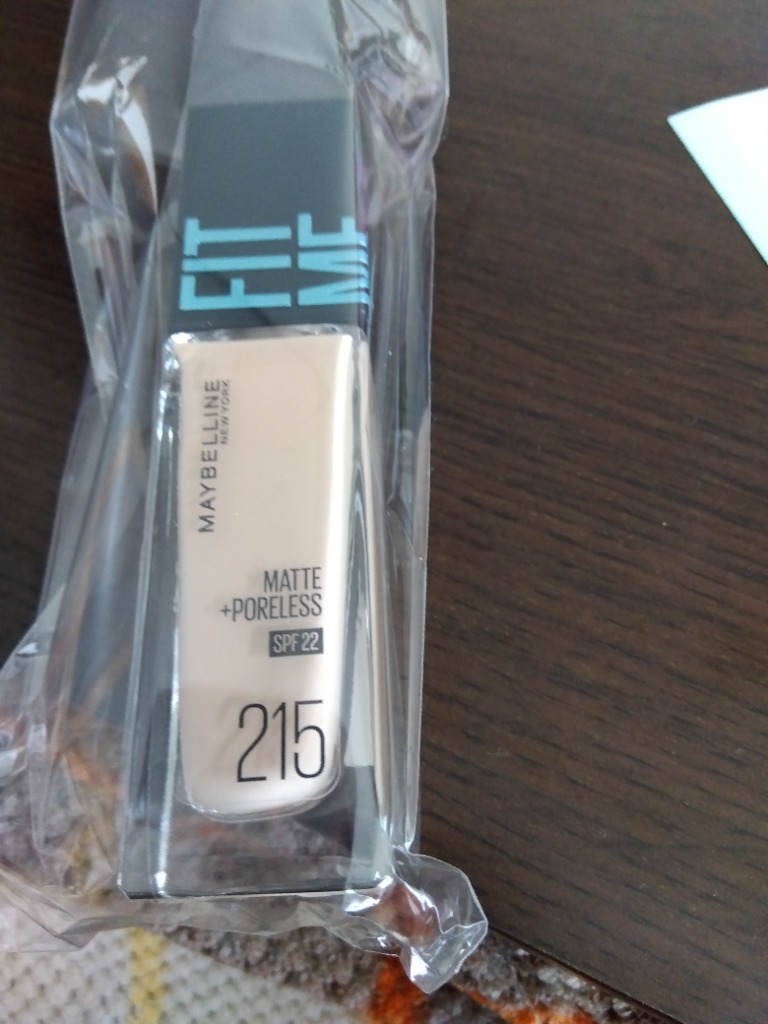 FIT
ME
MAYBELLINE
NEW YORK
MATTE
+PORELESS
SPF 22
215